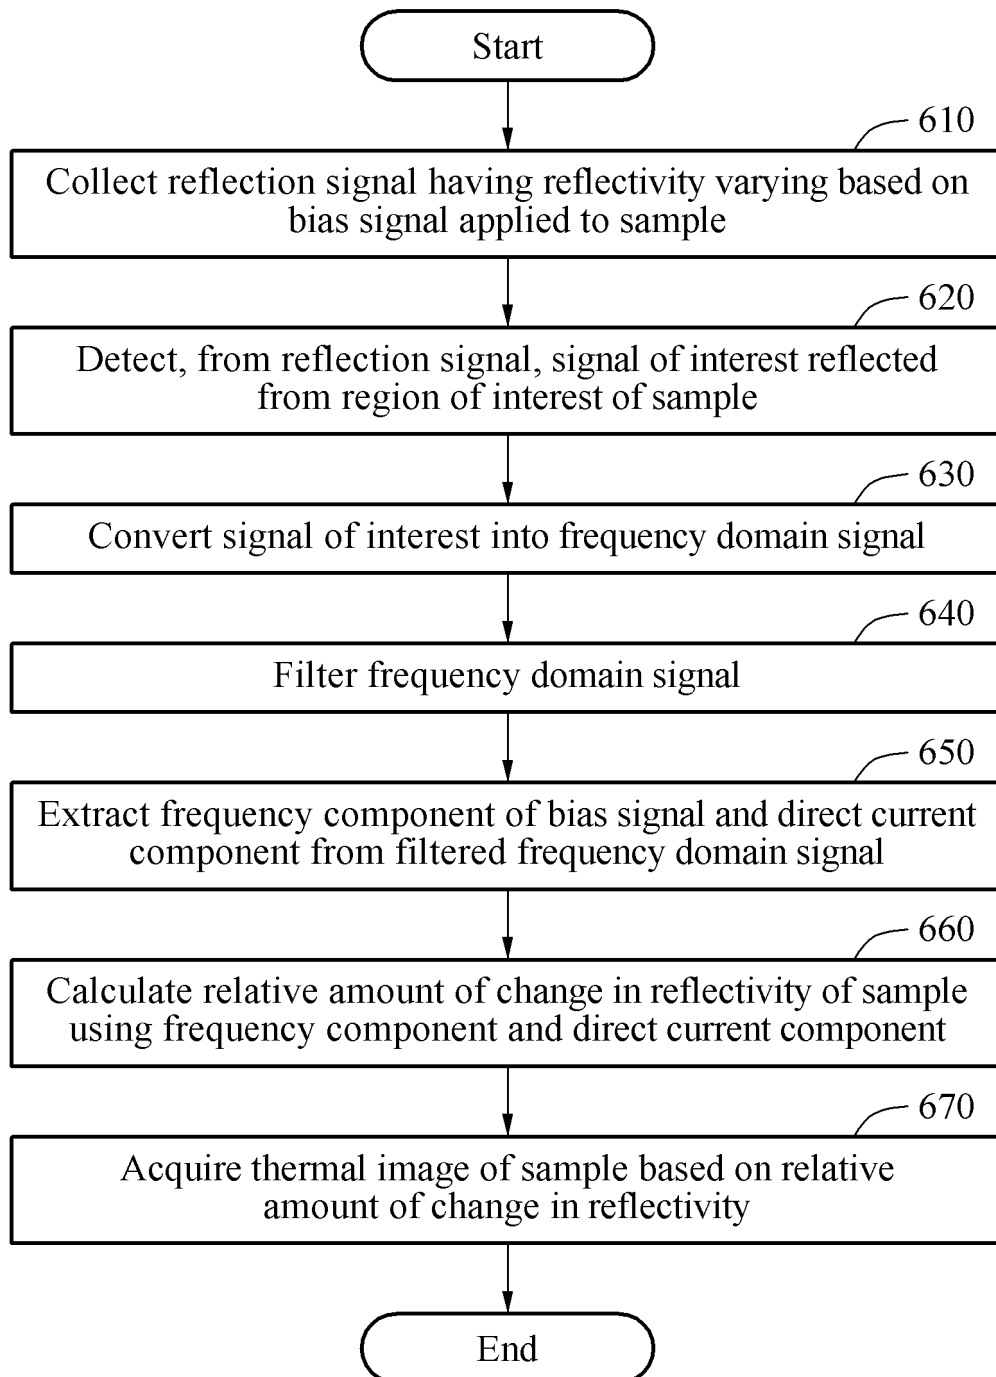 Start
610
Collect reflection signal having reflectivity varying based on
bias signal applied to sample
620
Detect, from reflection signal, signal of interest reflected
from region of interest of sample
630
Convert signal of interest into frequency domain signal
640
Filter frequency domain signal
650
Extract frequency component of bias signal and direct current
component from filtered frequency domain signal
660
Calculate relative amount of change in reflectivity of sample
using frequency component and direct current component
670
Acquire thermal image of sample based on relative
amount of change in reflectivity
End